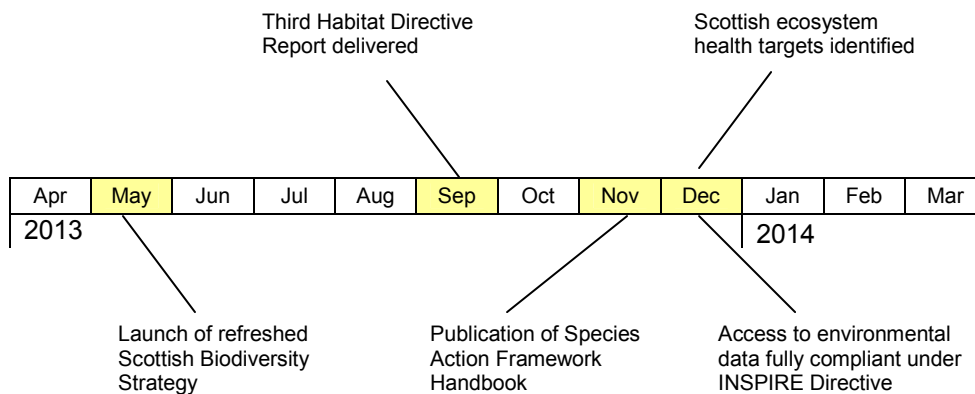 Third Habitat Directive
Report delivered
Scottish ecosystem
health targets identified
Apr May Jun Jul Aug Sep Oct Nov Dec Jan Feb Mar
2013 2014
Launch of refreshed
Scottish Biodiversity
Strategy
Publication of Species
Action Framework
Handbook
Access to environmental
data fully compliant under
INSPIRE Directive